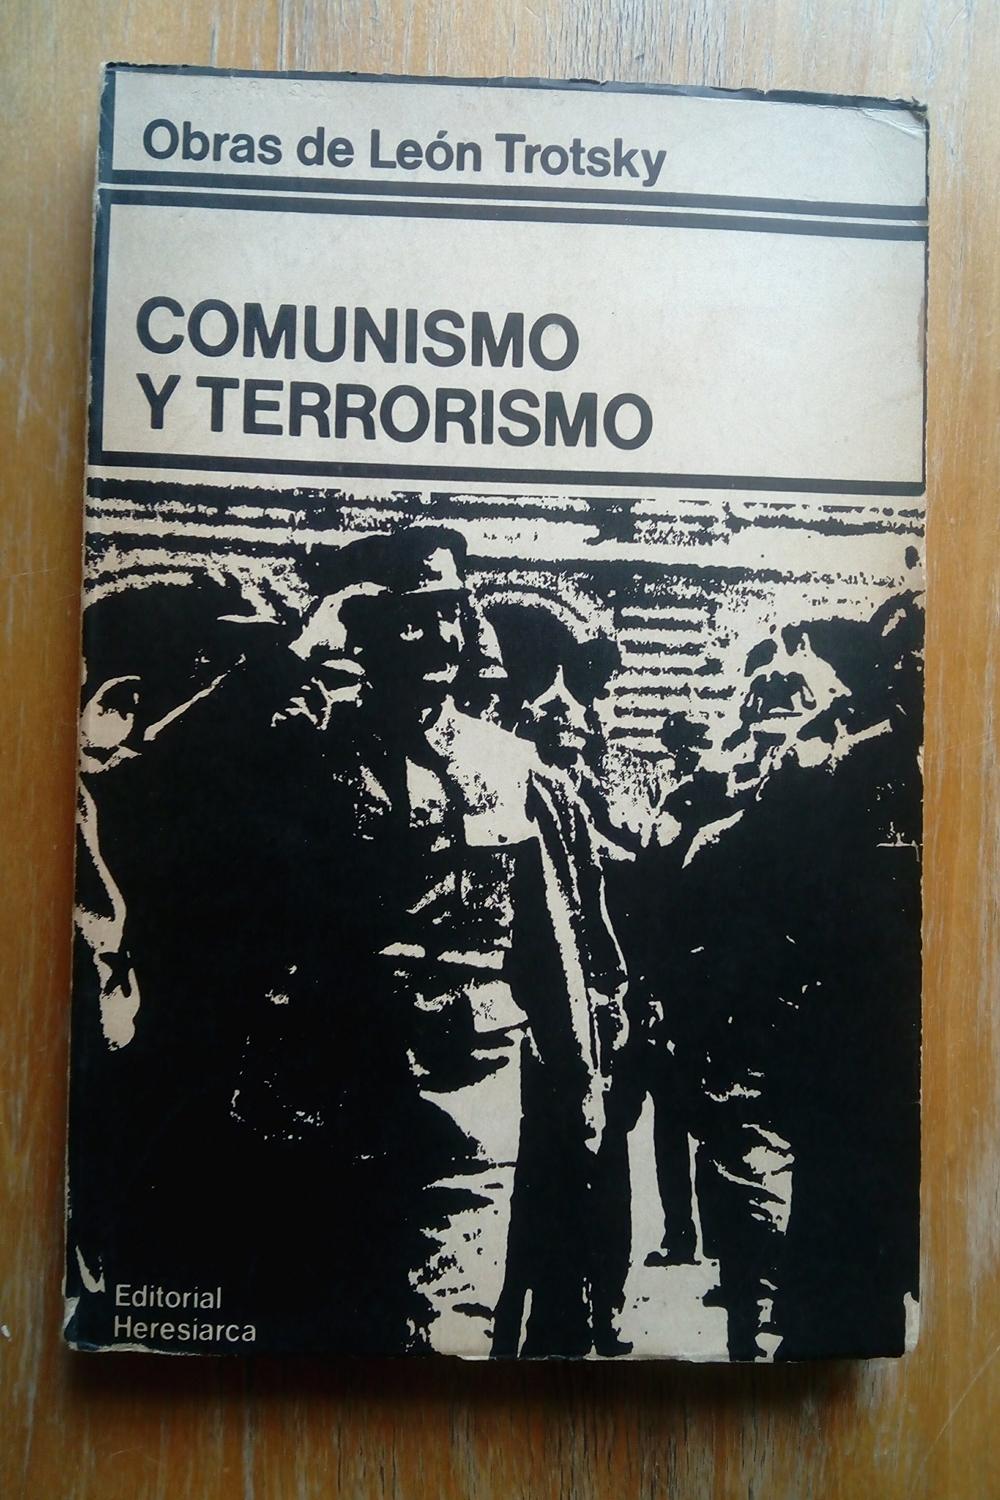 Obras de León Trotsky
COMUNISMO
Y TERRORISMO
Editorial
Heresiarca